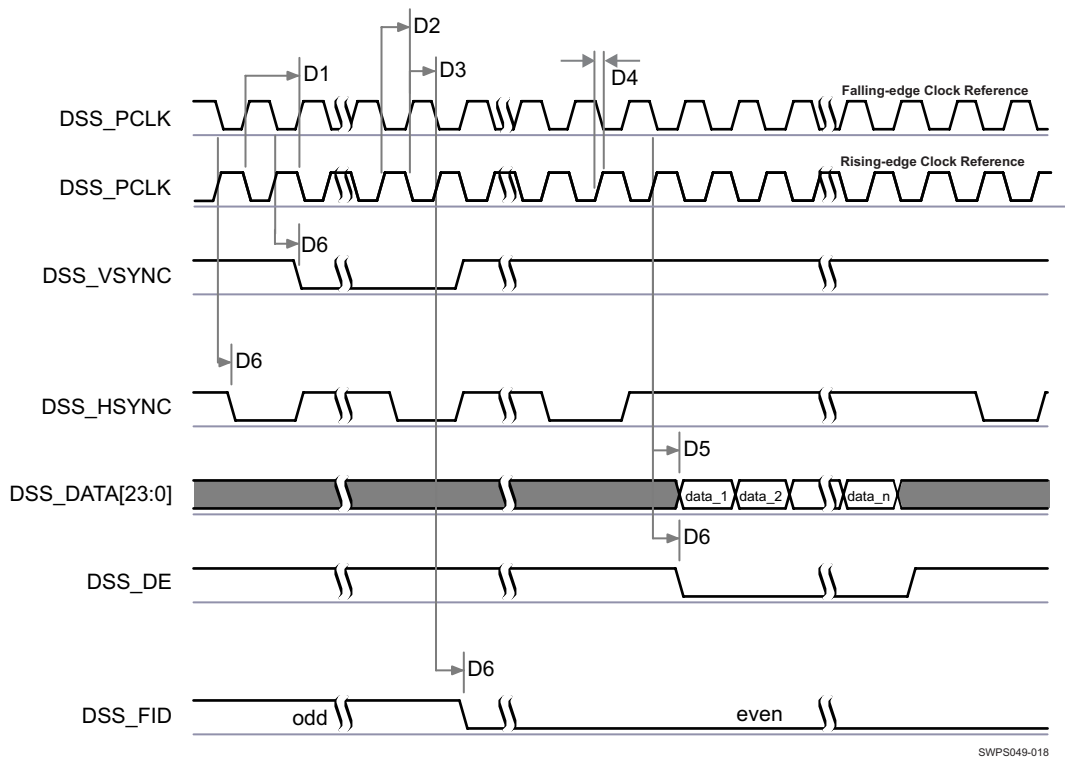 D2
D1
D3
D4
Falling-edge Clock Reference
DSS_PCLK
Rising-edge Clock Reference
DSS_PCLK
D6
DSS_VSYNC
D6
DSS_HSYNC
D5
DSS_DATA[23:0]
data_1 data_2 data_n
D6
DSS_DE
D6
DSS_FID
odd
even
SWPS049-018